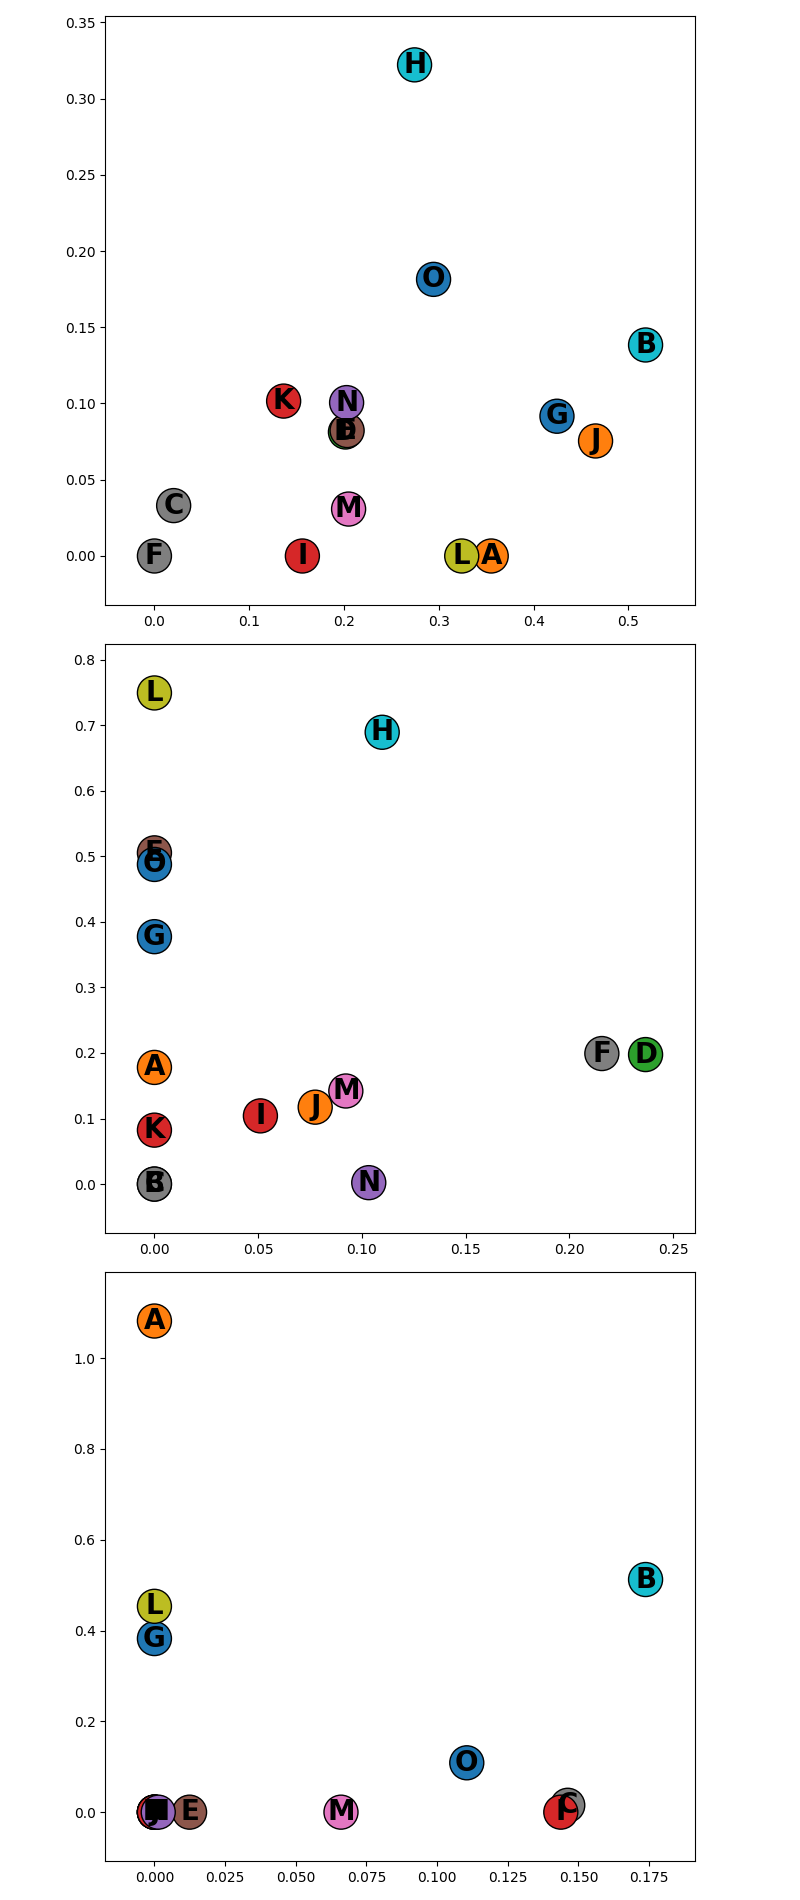 0.35
H
0.30
0.25
0.20
O
0.15
B
K N
0.10
G
J
E
0.05
C
M
F I L A
0.00
0.0 0.1 0.2 0.3 0.4 0.5
0.8
L
0.7
H
0.6
0.5
O
0.4
G
0.3
0.2
F D
A
M
J
I
0.1
K
N
0.0
0.00 0.05 0.10 0.15 0.20 0.25
A
1.0
0.8
0.6
B
L
0.4
G
0.2
O
C
0.0
E M I
0.000 0.025 0.050 0.075 0.100 0.125 0.150 0.175